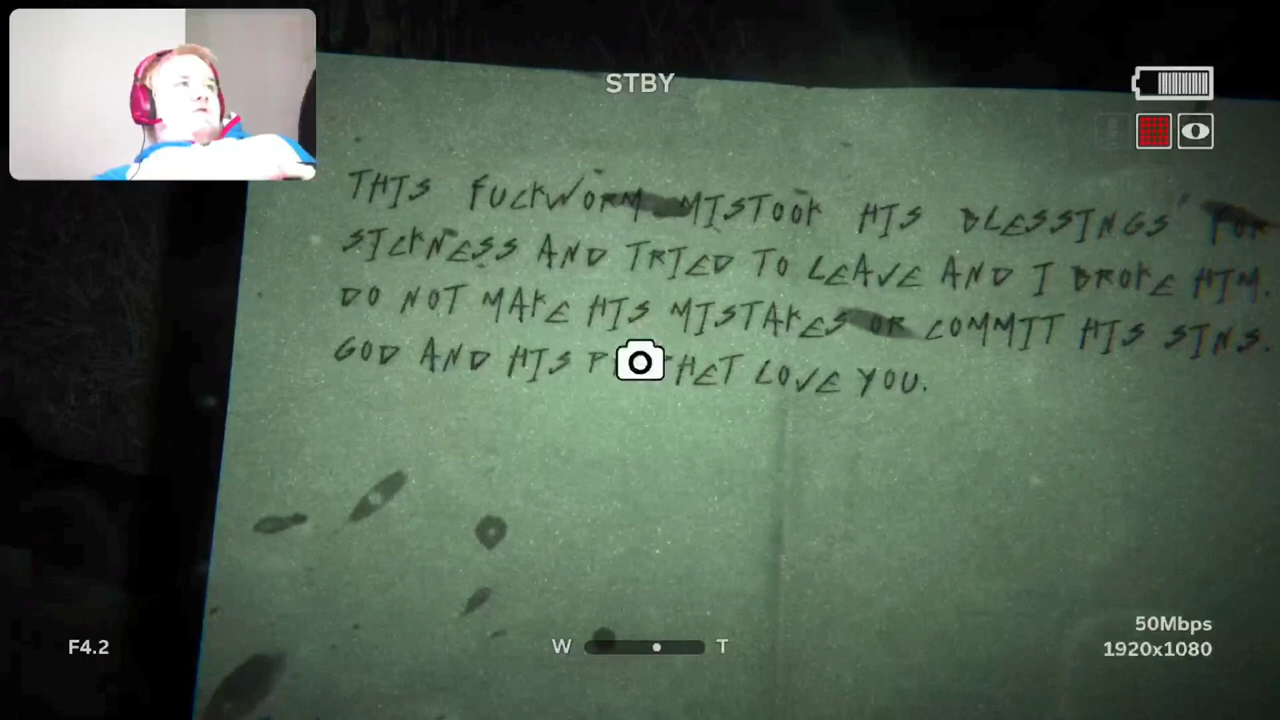 STBY
THIS FUCKWORM MISTOOK HIS BLESSINGS FOR
SICKNESS AND TRIED TO LEAVE AND I BROKE HIM.
DO NOT MAKE HIS MISTAKES OR COMMIT HIS SINS.
GOD AND HIS LOVE YOU.
F4.2
W T
50Mbps
1920x1080